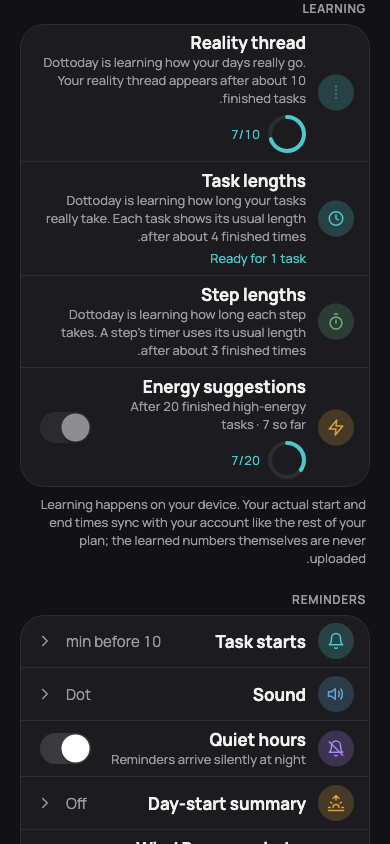 LEARNING
Reality thread
Dottoday is learning how your days really go.
Your reality thread appears after about 10
.finished tasks
7/10
Task lengths
Dottoday is learning how long your tasks
really take. Each task shows its usual length
.after about 4 finished times
Ready for 1 task
Step lengths
Dottoday is learning how long each step
takes. A step's timer uses its usual length
.after about 3 finished times
Energy suggestions
After 20 finished high-energy
tasks · 7 so far
7/20
Learning happens on your device. Your actual start and
end times sync with your account like the rest of your
plan; the learned numbers themselves are never
.uploaded
REMINDERS
Task starts
min before 10
Sound
Dot
Quiet hours
Reminders arrive silently at night
Day-start summary
Off